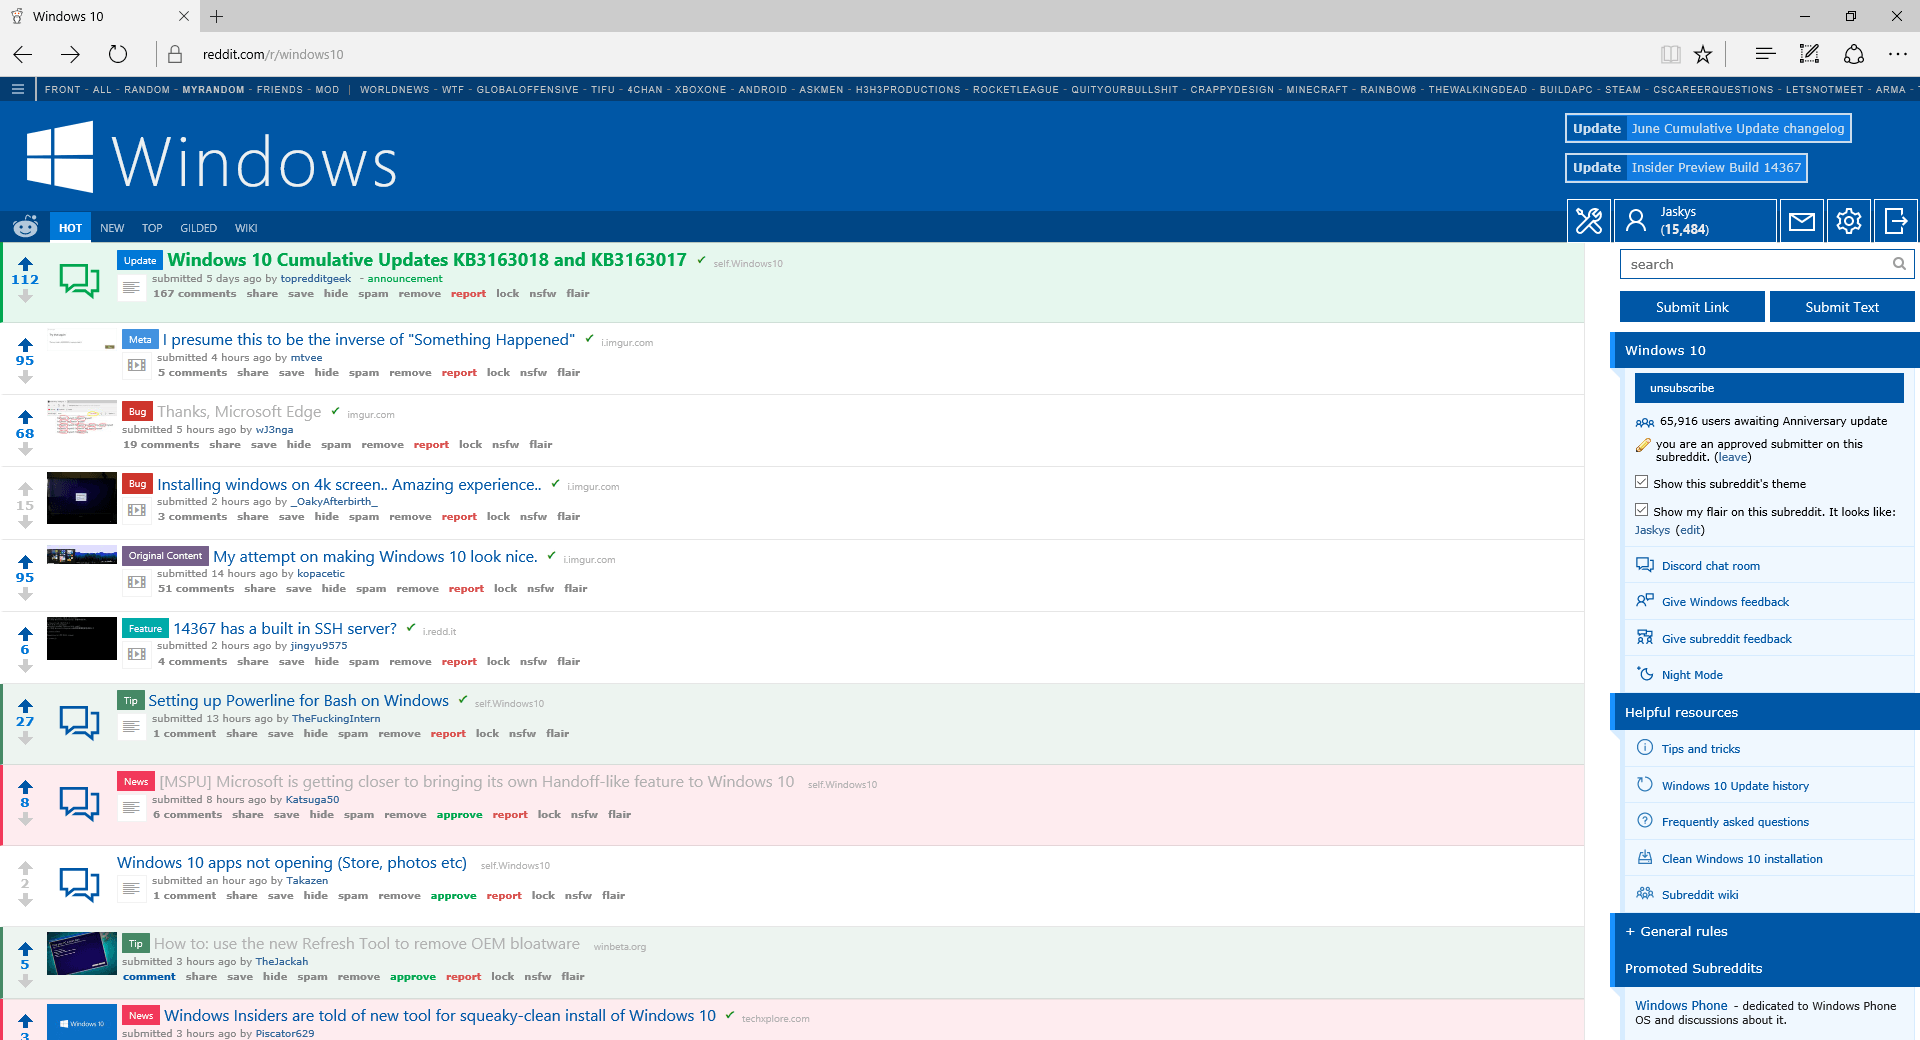 Windows 10
reddit.com/r/windows10
FRONT - ALL - RANDOM - MYRANDOM - FRIENDS - MOD | WORLDNEWS - WTF - GLOBALOFFENSIVE - TIFU - 4CHAN - XBOXONE - ANDROID - ASKMEN - H3H3PRODUCTIONS - ROCKETLEAGUE - QUITYOURBULLSHIT - CRAPPYDESIGN - MINECRAFT - RAINBOW6 - THEWALKINGDEAD - BUILDAPC - STEAM - CSCAREERQUESTIONS - LETSNOTMEET - ARMA -
Windows
Update June Cumulative Update changelog
Update Insider Preview Build 14367
HOT NEW TOP GILDED WIKI
Jaskys
(15,484)
112
Update Windows 10 Cumulative Updates KB3163018 and KB3163017 ✔ self.Windows10
submitted 5 days ago by topredditgeek - announcement
167 comments share save hide spam remove report lock nsfw flair
95
Meta I presume this to be the inverse of "Something Happened" ✔ i.imgur.com
submitted 4 hours ago by mtvee
5 comments share save hide spam remove report lock nsfw flair
68
Bug Thanks, Microsoft Edge ✔ imgur.com
submitted 5 hours ago by wJ3nga
19 comments share save hide spam remove report lock nsfw flair
15
Bug Installing windows on 4k screen.. Amazing experience.. ✔ i.imgur.com
submitted 2 hours ago by _OakyAfterbirth_
3 comments share save hide spam remove report lock nsfw flair
95
Original Content My attempt on making Windows 10 look nice. ✔ i.imgur.com
submitted 14 hours ago by kopacetic
51 comments share save hide spam remove report lock nsfw flair
6
Feature 14367 has a built in SSH server? ✔ i.redd.it
submitted 2 hours ago by jingyu9575
4 comments share save hide spam remove report lock nsfw flair
27
Tip Setting up Powerline for Bash on Windows ✔ self.Windows10
submitted 13 hours ago by TheFuckingIntern
1 comment share save hide spam remove report lock nsfw flair
8
News [MSPU] Microsoft is getting closer to bringing its own Handoff-like feature to Windows 10 self.Windows10
submitted 8 hours ago by Katsuga50
6 comments share save hide spam remove approve report lock nsfw flair
2
Windows 10 apps not opening (Store, photos etc) self.Windows10
submitted an hour ago by Takazen
1 comment share save hide spam remove approve report lock nsfw flair
5
Tip How to: use the new Refresh Tool to remove OEM bloatware winbeta.org
submitted 3 hours ago by TheJackah
comment share save hide spam remove approve report lock nsfw flair
3
Windows 10
News Windows Insiders are told of new tool for squeaky-clean install of Windows 10 ✔ techxplore.com
submitted 3 hours ago by Piscator629
search
Submit Link Submit Text
Windows 10
unsubscribe
65,916 users awaiting Anniversary update
you are an approved submitter on this
subreddit. (leave)
Show this subreddit's theme
Show my flair on this subreddit. It looks like:
Jaskys (edit)
Discord chat room
Give Windows feedback
Give subreddit feedback
Night Mode
Helpful resources
Tips and tricks
Windows 10 Update history
Frequently asked questions
Clean Windows 10 installation
Subreddit wiki
+ General rules
Promoted Subreddits
Windows Phone - dedicated to Windows Phone
OS and discussions about it.